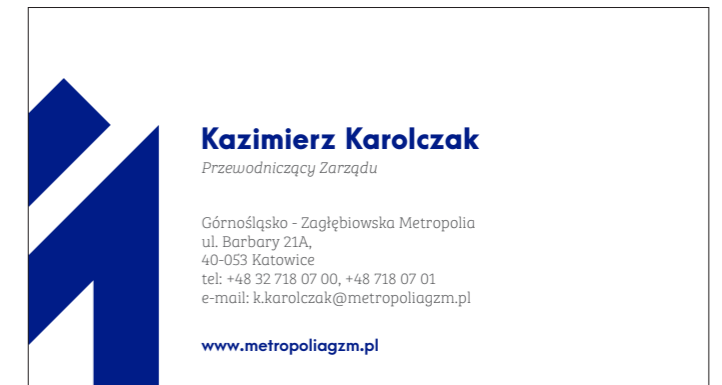 Kazimierz Karolczak
Przewodniczący Zarządu
Górnośląsko - Zagłębiowska Metropolia
ul. Barbary 21A,
40-053 Katowice
tel: +48 32 718 07 00, +48 718 07 01
e-mail: k.karolczak@metropoliagzm.pl
www.metropoliagzm.pl